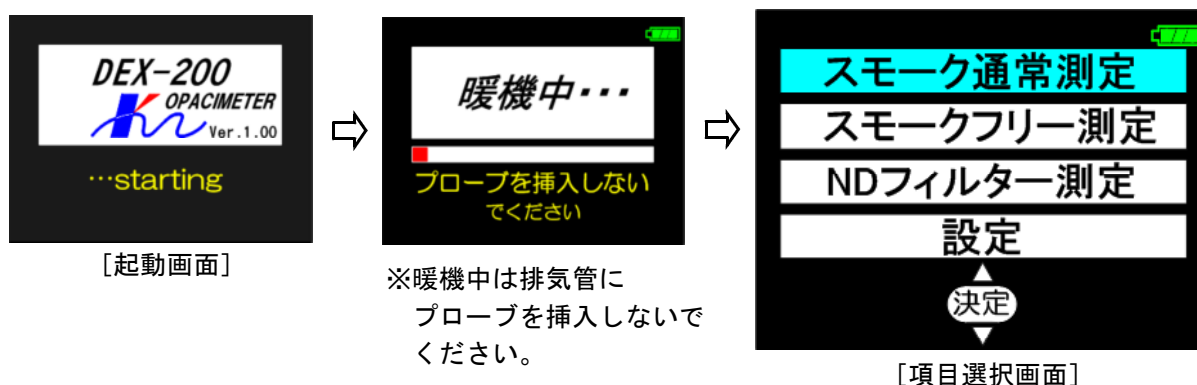 DEX-200
OPACIMETER
Ver.1.00
…starting
[起動画面]
暖機中・・・
プローブを挿入しない
でください
※暖機中は排気管に
プローブを挿入しないで
ください。
スモーク通常測定
スモークフリー測定
NDフィルター測定
設定
決定
[項目選択画面]